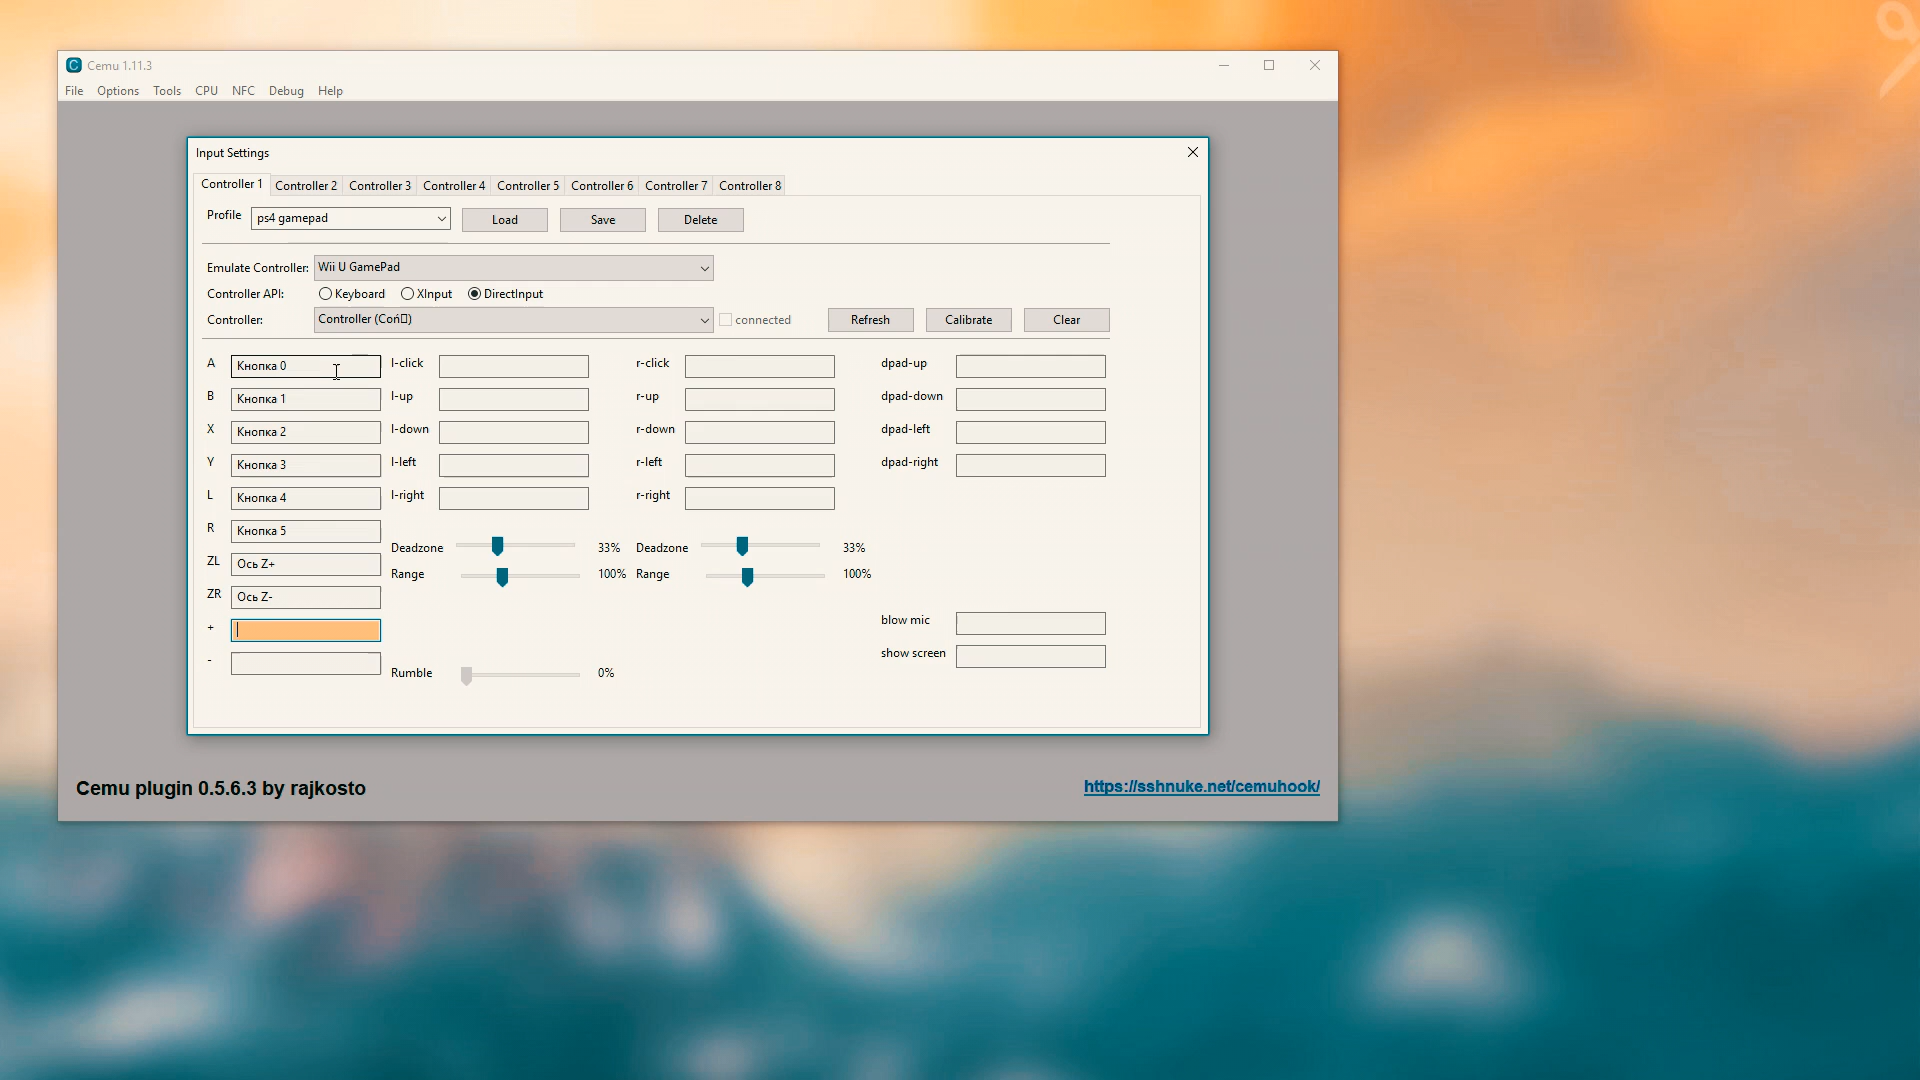 Cemu 1.11.3
File Options Tools CPU NFC Debug Help
Input Settings
Controller 1 Controller 2 Controller 3 Controller 4 Controller 5 Controller 6 Controller 7 Controller 8
Profile ps4 gamepad Load Save Delete
Emulate Controller: Wii U GamePad
Controller API: Keyboard XInput DirectInput
Controller: Controller (Coń▯) connected Refresh Calibrate Clear
A Кнопка 0 l-click r-click dpad-up
B Кнопка 1 l-up r-up dpad-down
X Кнопка 2 l-down r-down dpad-left
Y Кнопка 3 l-left r-left dpad-right
L Кнопка 4 l-right r-right
R Кнопка 5
Deadzone 33% Deadzone 33%
ZL Ось Z+
Range 100% Range 100%
ZR Ось Z-
+ blow mic
- show screen
Rumble 0%
Cemu plugin 0.5.6.3 by rajkosto https://sshnuke.net/cemuhook/